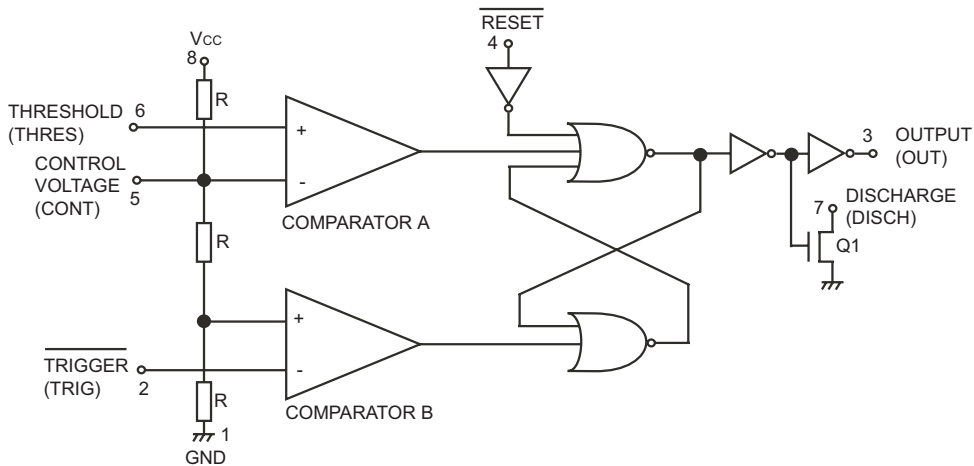 RESET
4
VCC
8
R
THRESHOLD
(THRES)
6
+
3
OUTPUT
(OUT)
CONTROL
VOLTAGE
(CONT)
5
-
COMPARATOR A
7
DISCHARGE
(DISCH)
Q1
R
+
TRIGGER
(TRIG)
2
-
R
COMPARATOR B
1
GND